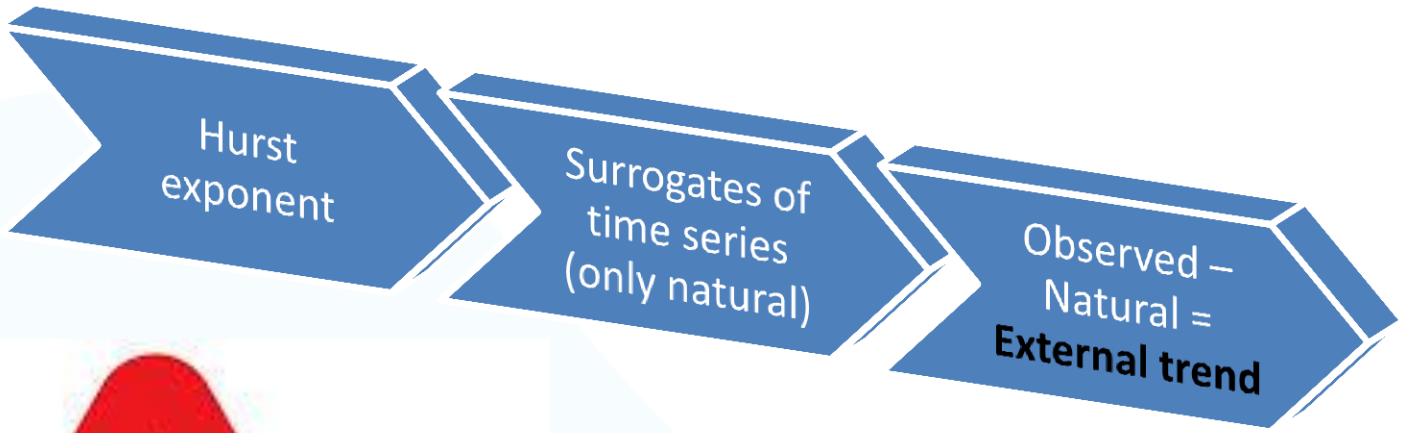 Hurst
exponent
Surrogates of
time series
(only natural)
Observed –
Natural =
External trend